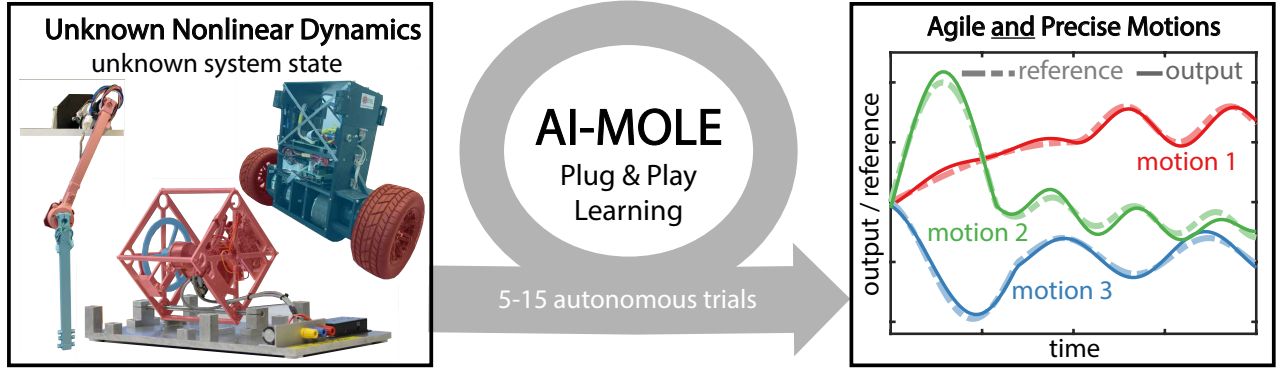 Unknown Nonlinear Dynamics
unknown system state
AI-MOLE
Plug & Play
Learning
5-15 autonomous trials
Agile and Precise Motions
reference output
motion 1
motion 2
motion 3
output / reference
time